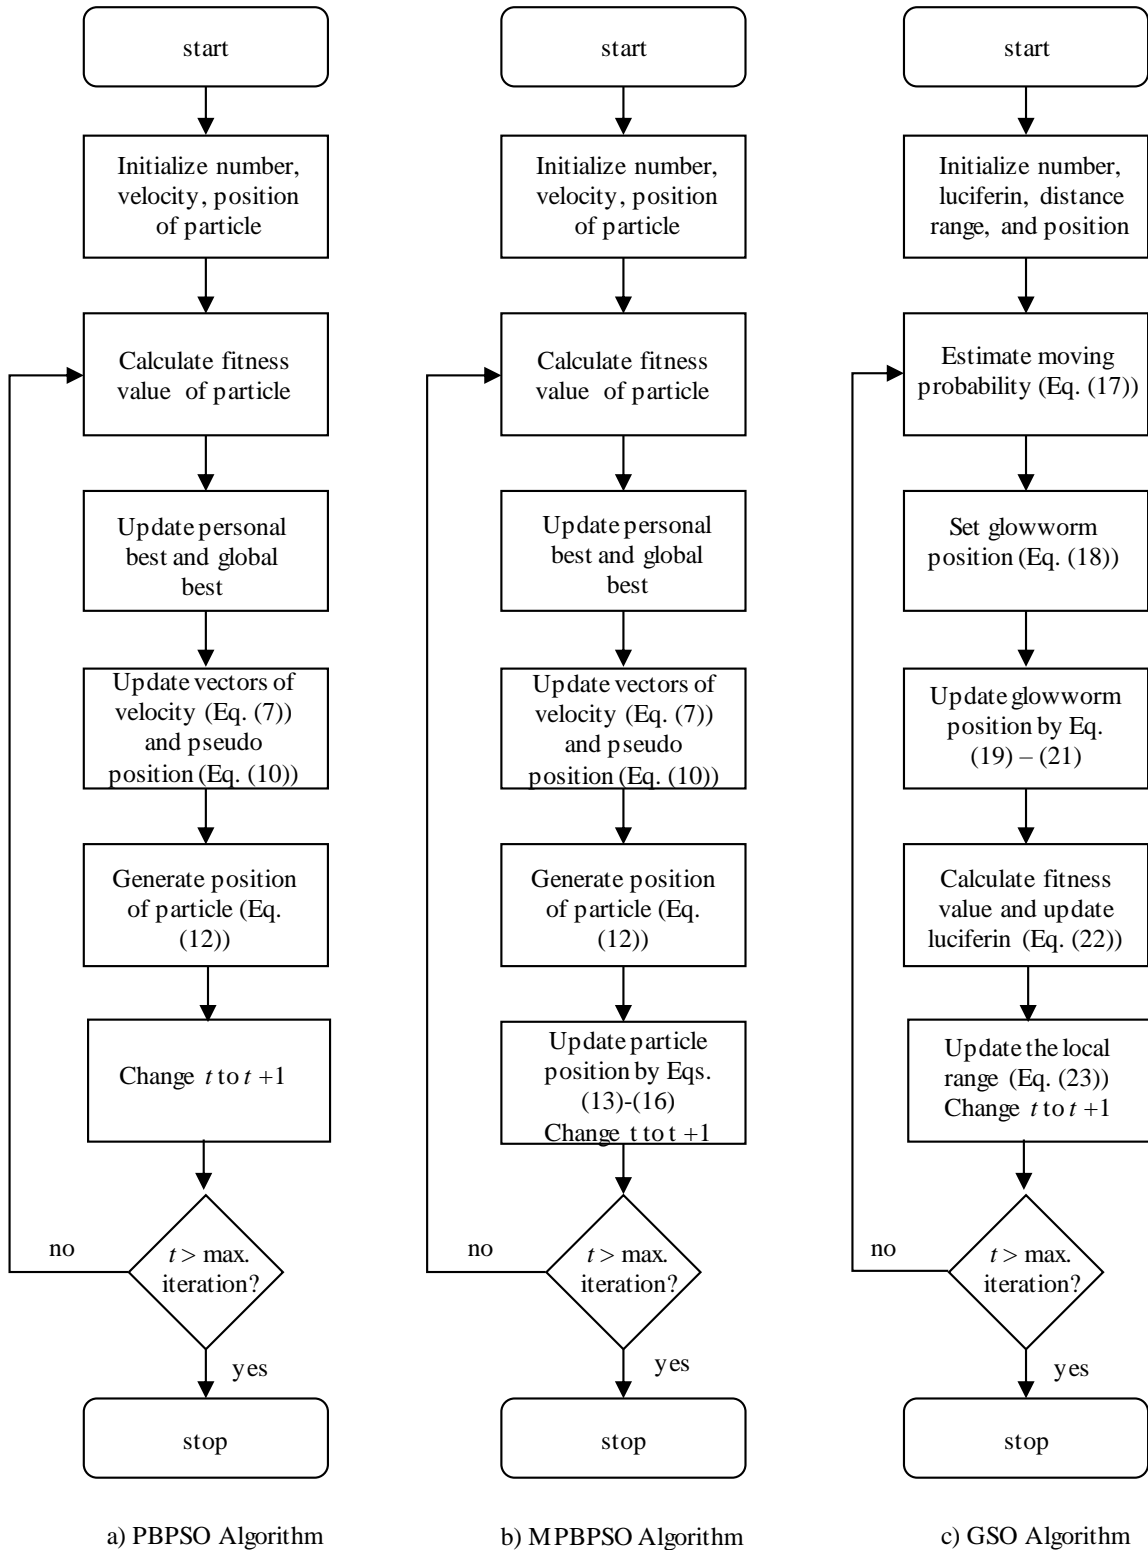 start
Initialize number,
velocity, position
of particle
Calculate fitness
value of particle
Update personal
best and global
best
Update vectors of
velocity (Eq. (7))
and pseudo
position (Eq. (10))
Generate position
of particle (Eq.
(12))
Change t to t +1
t > max.
iteration?
no
yes
stop
a) PBPSO Algorithm
start
Initialize number,
velocity, position
of particle
Calculate fitness
value of particle
Update personal
best and global
best
Update vectors of
velocity (Eq. (7))
and pseudo
position (Eq. (10))
Generate position
of particle (Eq.
(12))
Update particle
position by Eqs.
(13)-(16)
Change t to t +1
t > max.
iteration?
no
yes
stop
b) MPBPSO Algorithm
start
Initialize number,
luciferin, distance
range, and position
Estimate moving
probability (Eq. (17))
Set glowworm
position (Eq. (18))
Update glowworm
position by Eq.
(19) – (21)
Calculate fitness
value and update
luciferin (Eq. (22))
Update the local
range (Eq. (23))
Change t to t +1
t > max.
iteration?
no
yes
stop
c) GSO Algorithm